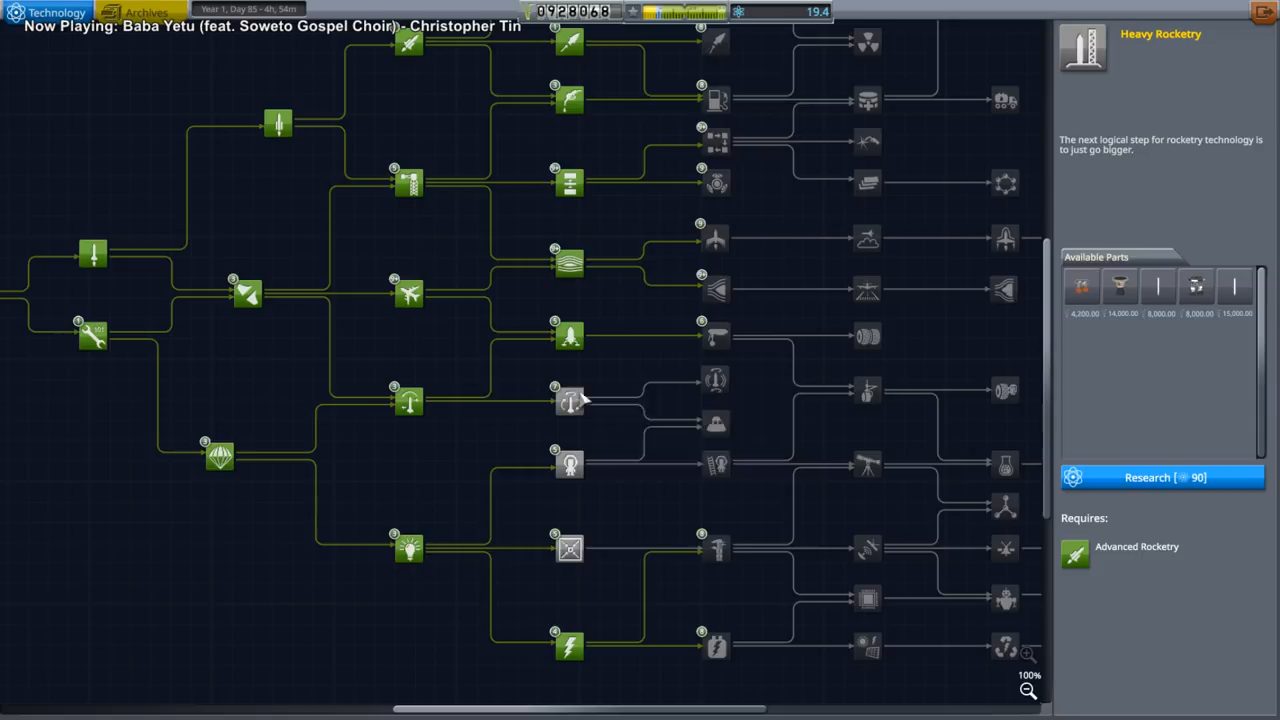 Technology
Archives
Year 1, Day 85 - 4h, 54m
0928068
19.4
Now Playing: Baba Yetu (feat. Soweto Gospel Choir) - Christopher Tin
Heavy Rocketry
The next logical step for rocketry technology is
to just go bigger.
Available Parts
4,200.00 14,000.00 8,000.00 8,000.00 15,000.00
Research [ 90]
Requires:
Advanced Rocketry
101
100%